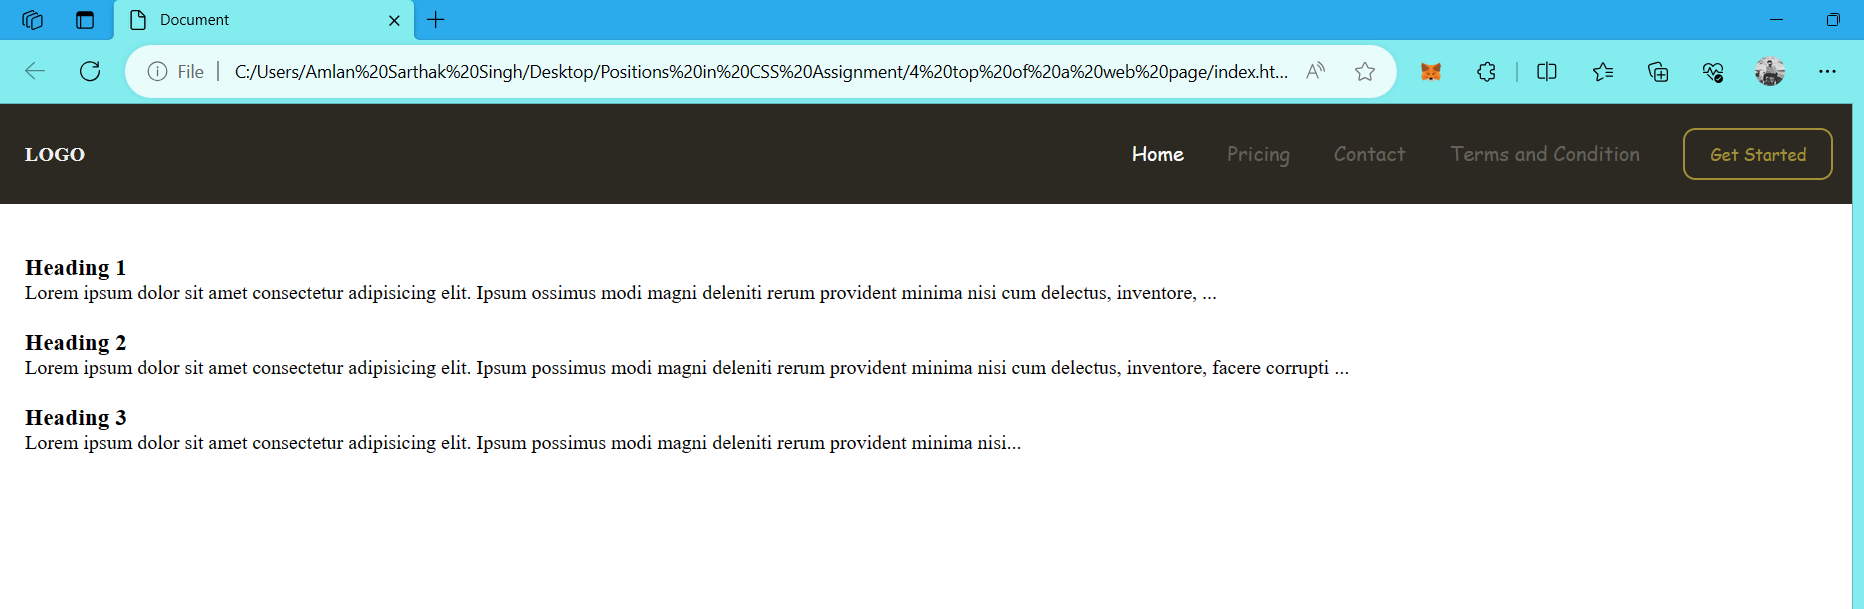 Document
File C:/Users/Amlan%20Sarthak%20Singh/Desktop/Positions%20in%20CSS%20Assignment/4%20top%20of%20a%20web%20page/index.ht...
LOGO Home Pricing Contact Terms and Condition Get Started
Heading 1
Lorem ipsum dolor sit amet consectetur adipisicing elit. Ipsum ossimus modi magni deleniti rerum provident minima nisi cum delectus, inventore, ...
Heading 2
Lorem ipsum dolor sit amet consectetur adipisicing elit. Ipsum possimus modi magni deleniti rerum provident minima nisi cum delectus, inventore, facere corrupti ...
Heading 3
Lorem ipsum dolor sit amet consectetur adipisicing elit. Ipsum possimus modi magni deleniti rerum provident minima nisi...